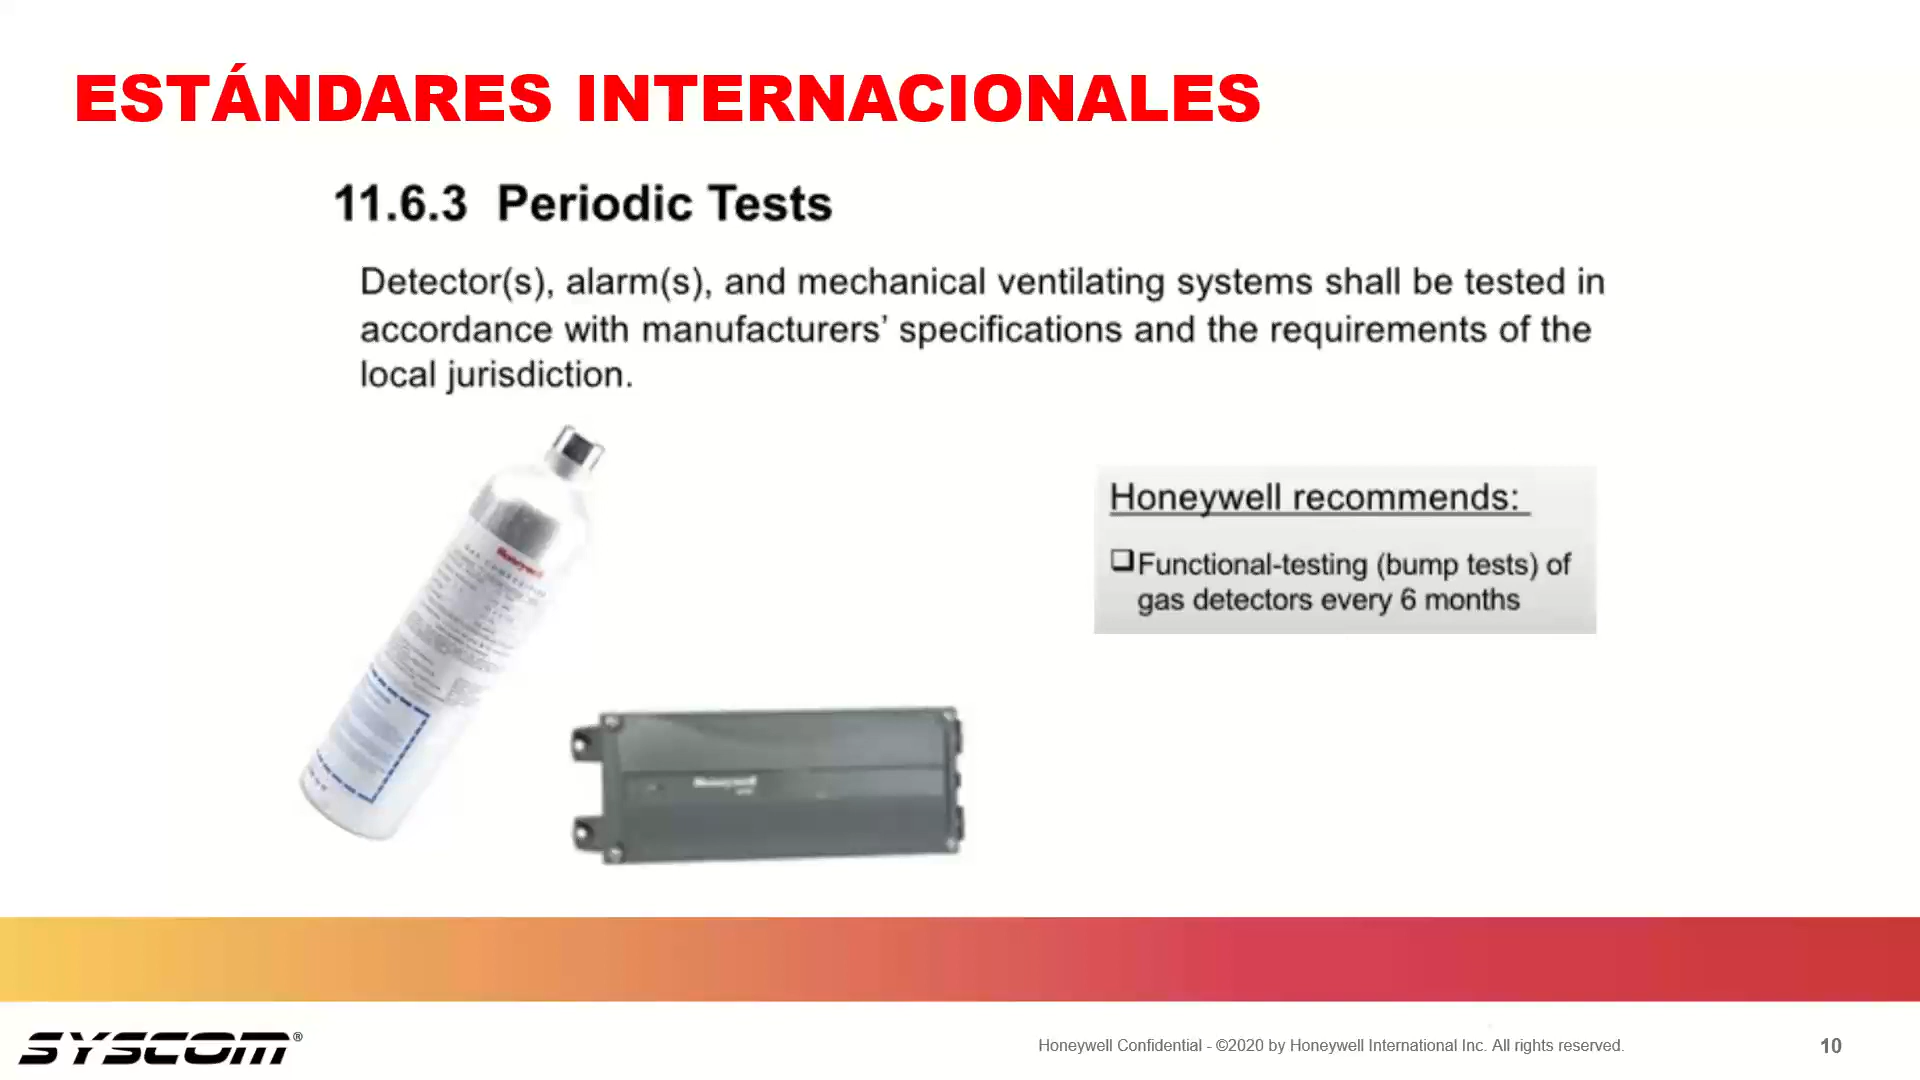 ESTÁNDARES INTERNACIONALES
11.6.3 Periodic Tests
Detector(s), alarm(s), and mechanical ventilating systems shall be tested in
accordance with manufacturers’ specifications and the requirements of the
local jurisdiction.
Honeywell
Honeywell recommends:
❑Functional-testing (bump tests) of
gas detectors every 6 months
Honeywell
SYSCOM®
Honeywell Confidential - ©2020 by Honeywell International Inc. All rights reserved.
10